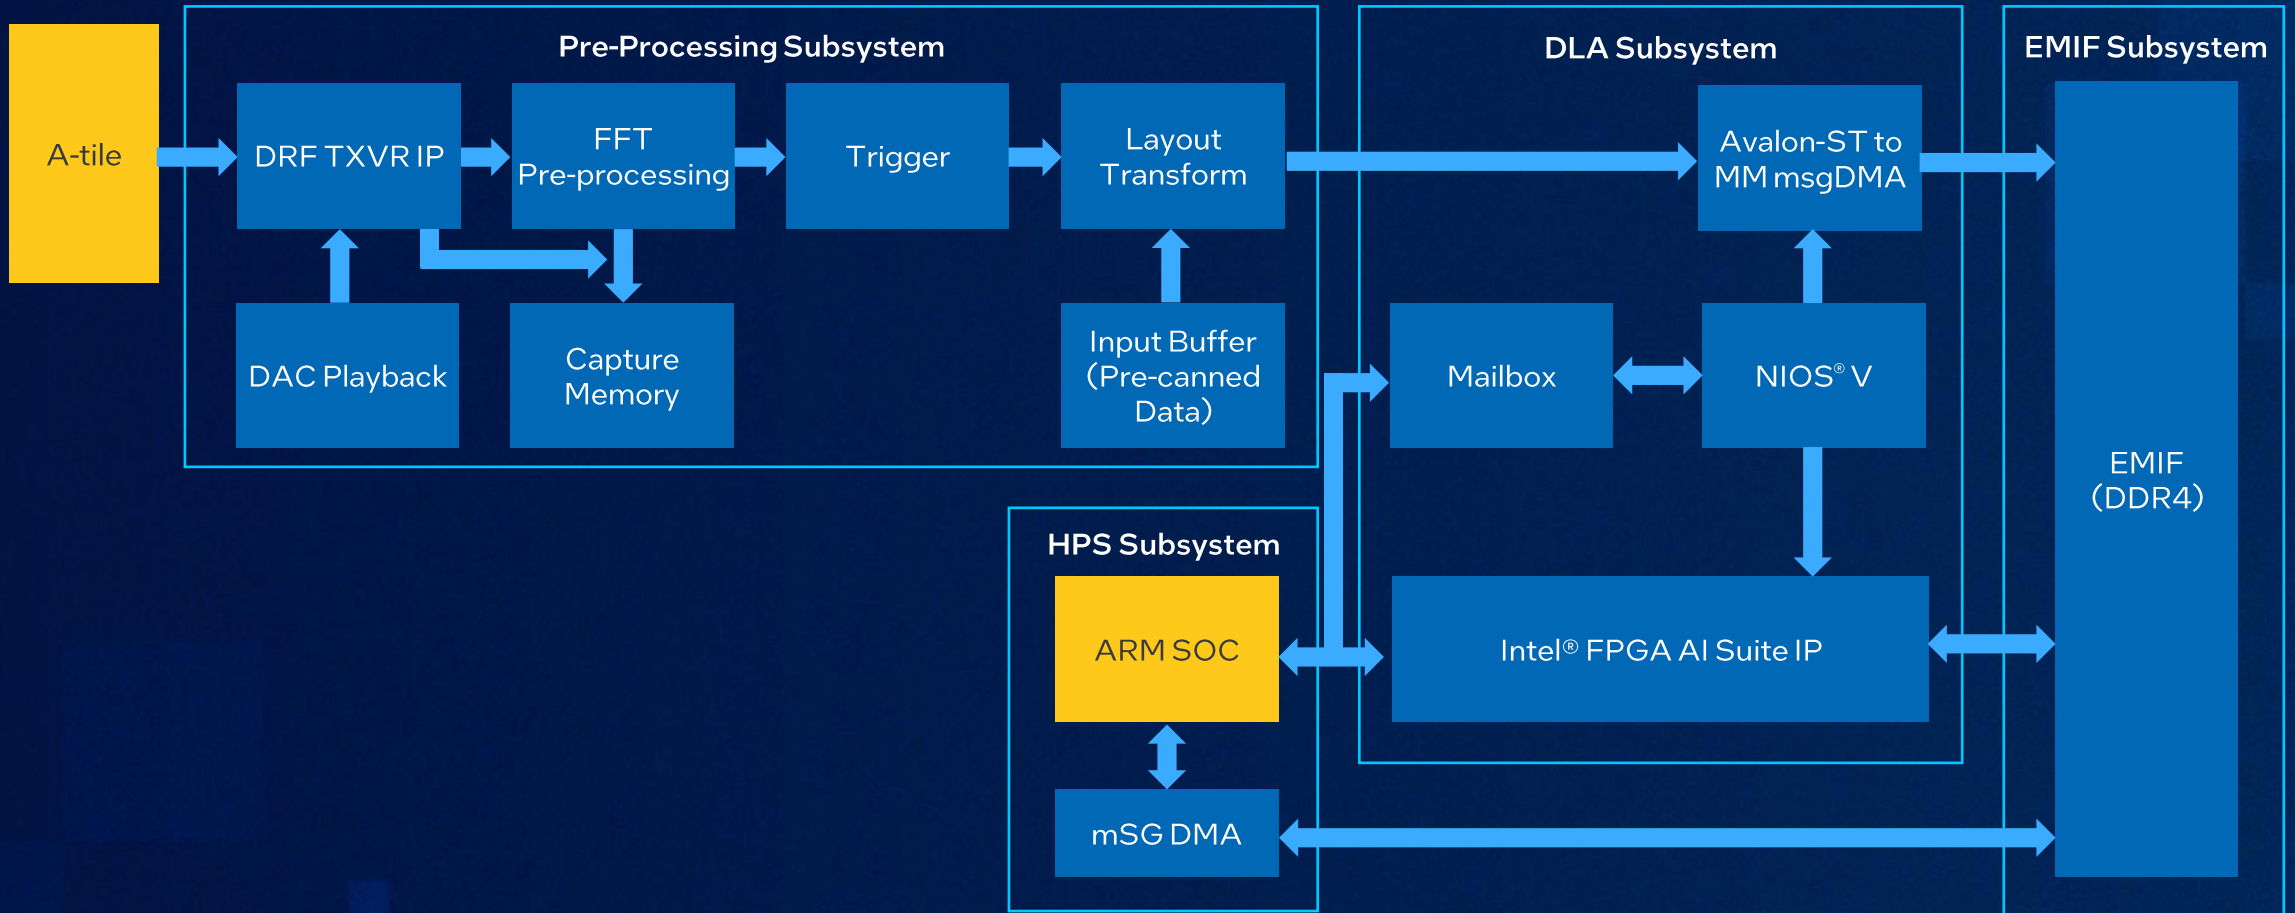 Pre-Processing Subsystem
DLA Subsystem
EMIF Subsystem
A-tile
DRF TXVR IP
FFT
Pre-processing
Trigger
Layout
Transform
Avalon-ST to
MM msgDMA
DAC Playback
Capture
Memory
Input Buffer
(Pre-canned
Data)
Mailbox
NIOS® V
EMIF
(DDR4)
HPS Subsystem
ARM SOC
Intel® FPGA AI Suite IP
mSG DMA